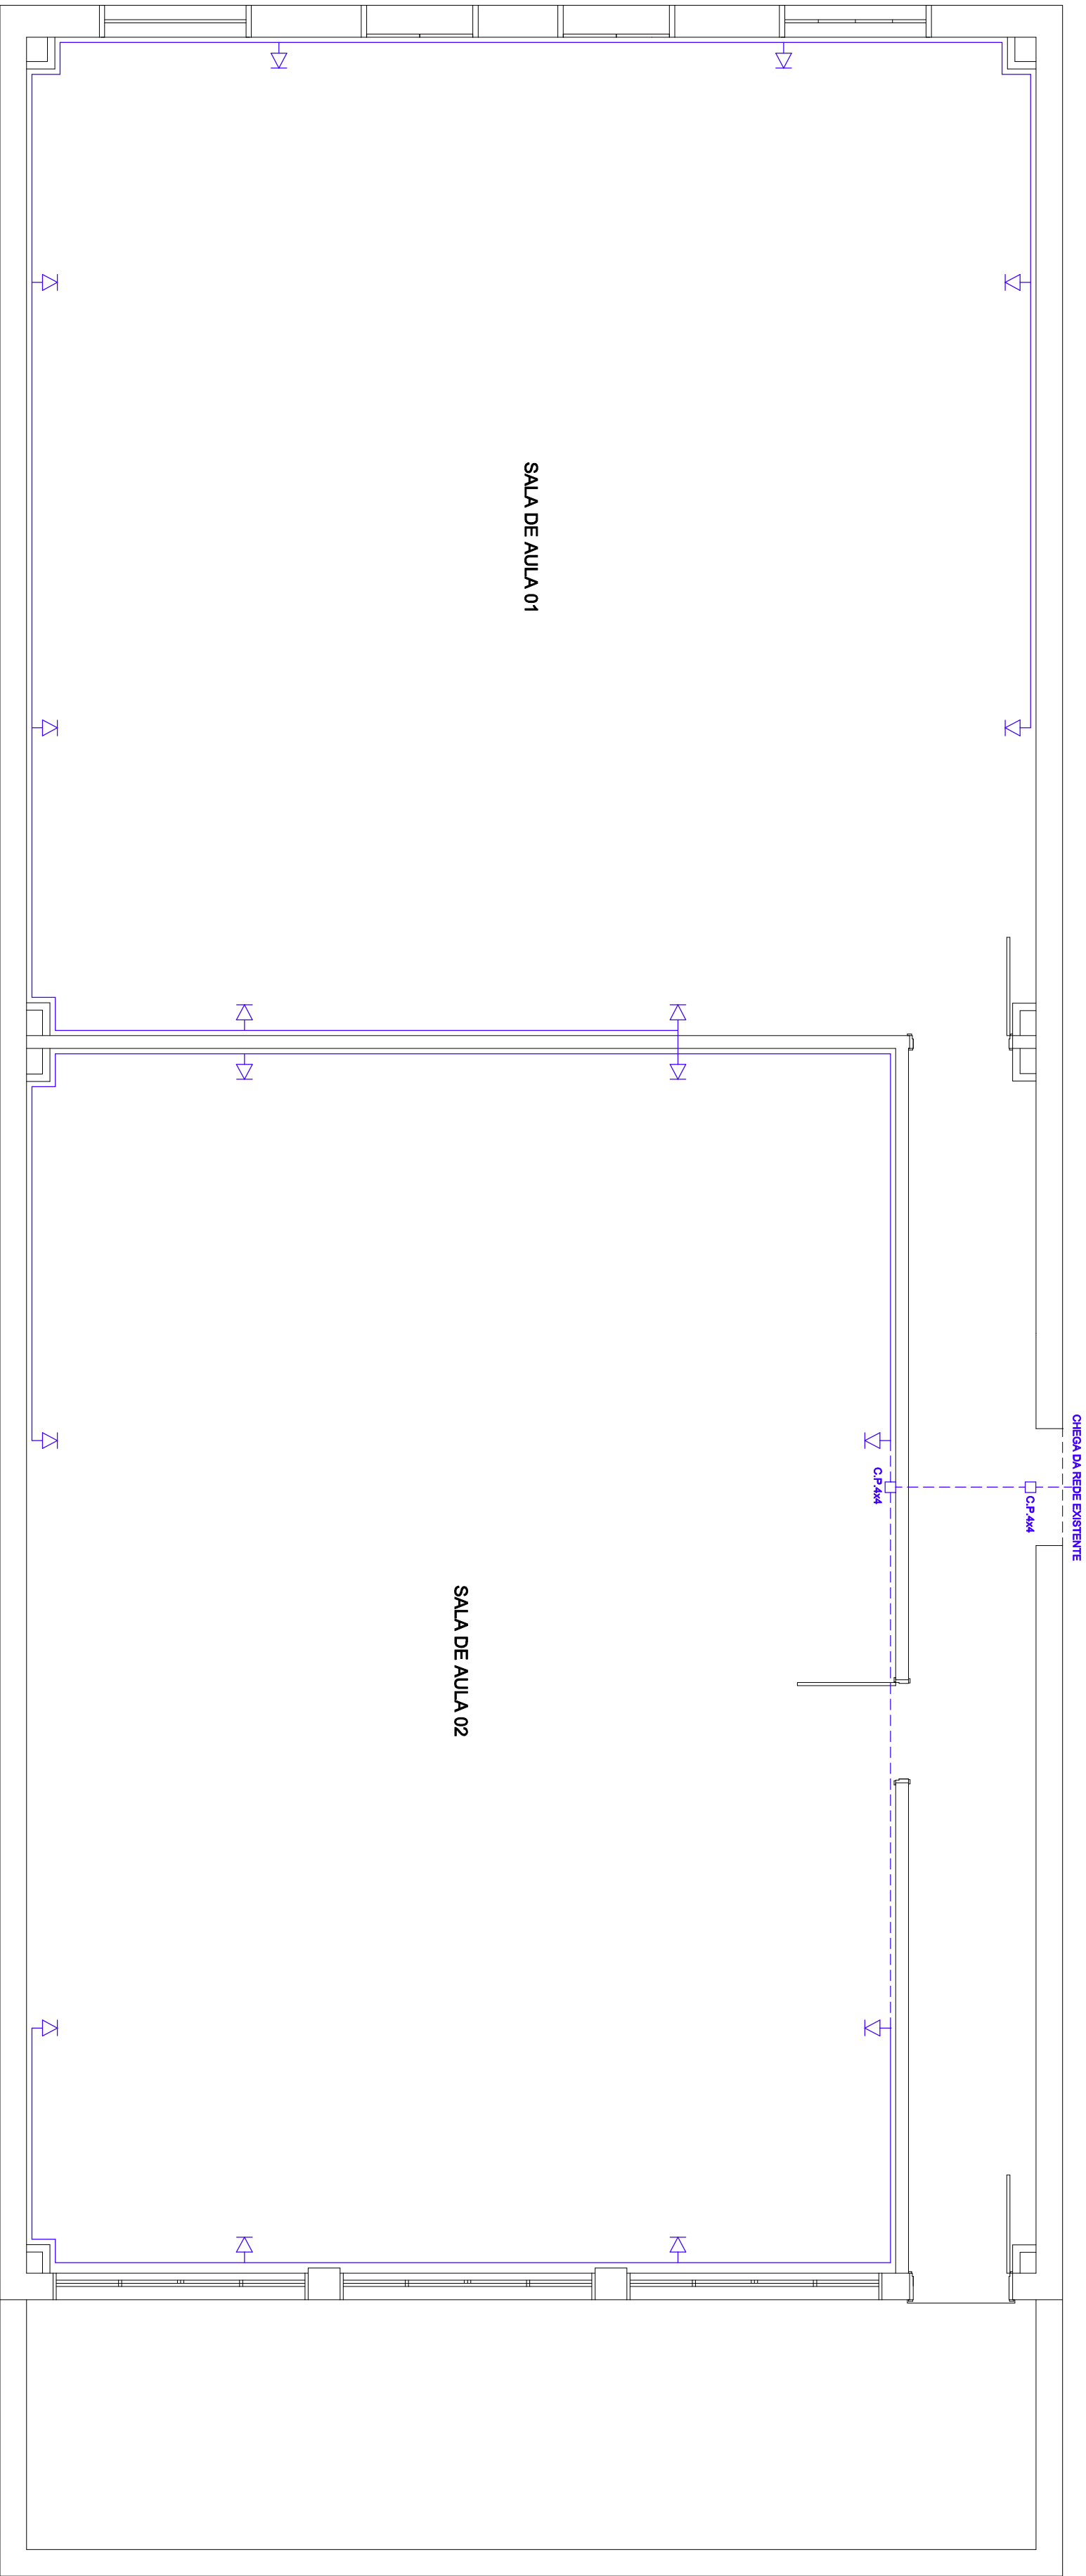 SALA DE AULA 01
CHEGA DA REDE EXISTENTE
C.P.4x4
C.P.4x4
SALA DE AULA 02